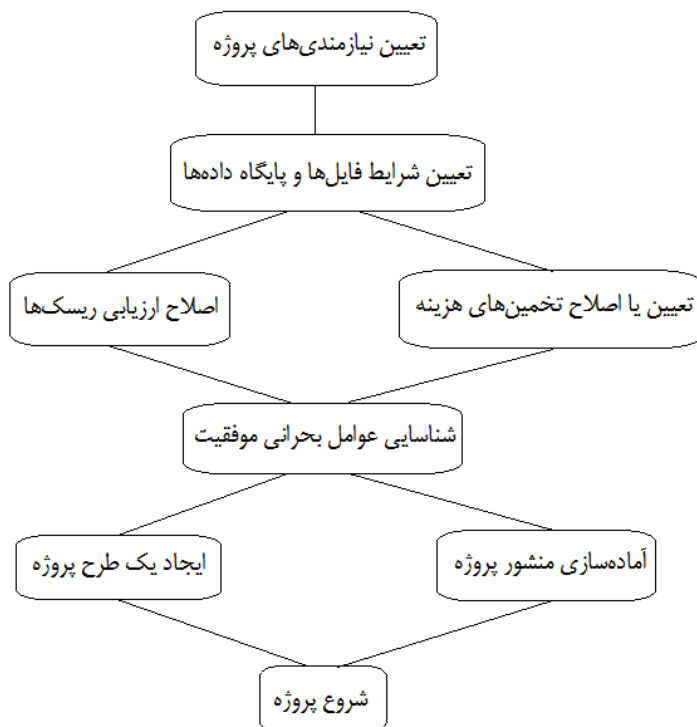 تعیین نیازمندی‌های پروژه
تعیین شرایط فایل‌ها و پایگاه داده‌ها
اصلاح ارزیابی ریسک‌ها
تعیین یا اصلاح تخمین‌های هزینه
شناسایی عوامل بحرانی موفقیت
ایجاد یک طرح پروژه
آماده‌سازی منشور پروژه
شروع پروژه